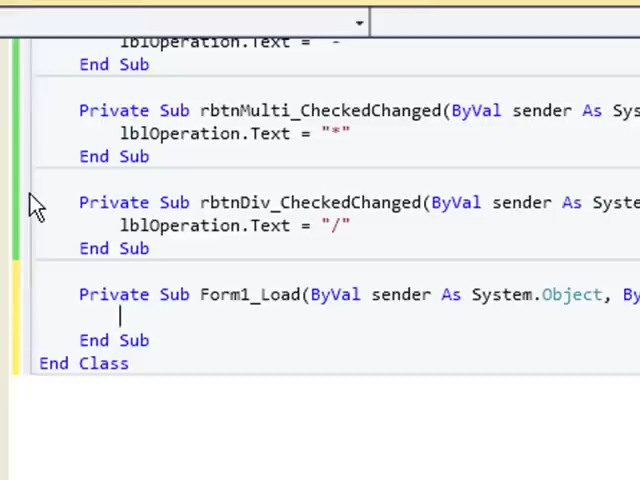 lblOperation.Text = "-
End Sub
Private Sub rbtnMulti_CheckedChanged(ByVal sender As Sys
lblOperation.Text = "*"
End Sub
Private Sub rbtnDiv_CheckedChanged(ByVal sender As Syste
lblOperation.Text = "/"
End Sub
Private Sub Form1_Load(ByVal sender As System.Object, By
End Sub
End Class